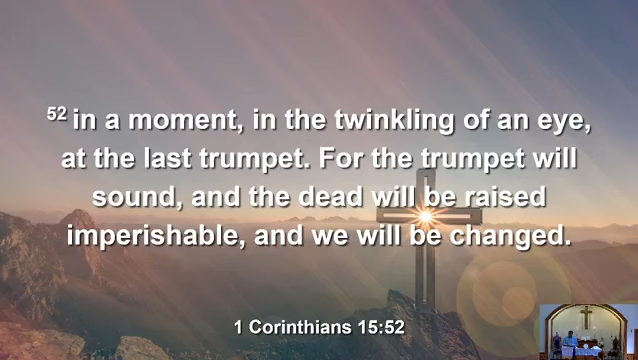 52 in a moment, in the twinkling of an eye,
at the last trumpet. For the trumpet will
sound, and the dead will be raised
imperishable, and we will be changed.
1 Corinthians 15:52